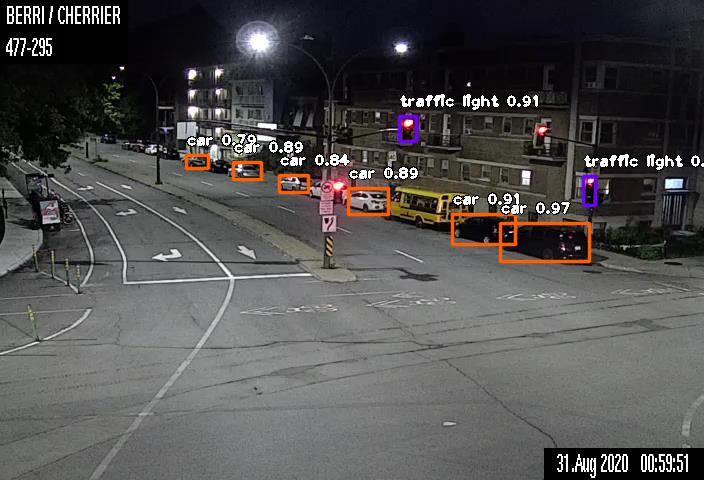 BERRI / CHERRIER
477-295
traffic light 0.91
car 0.79
car 0.89
car 0.84
traffic light 0.
car 0.89
car 0.91
car 0.97
31.Aug 2020 00:59:51